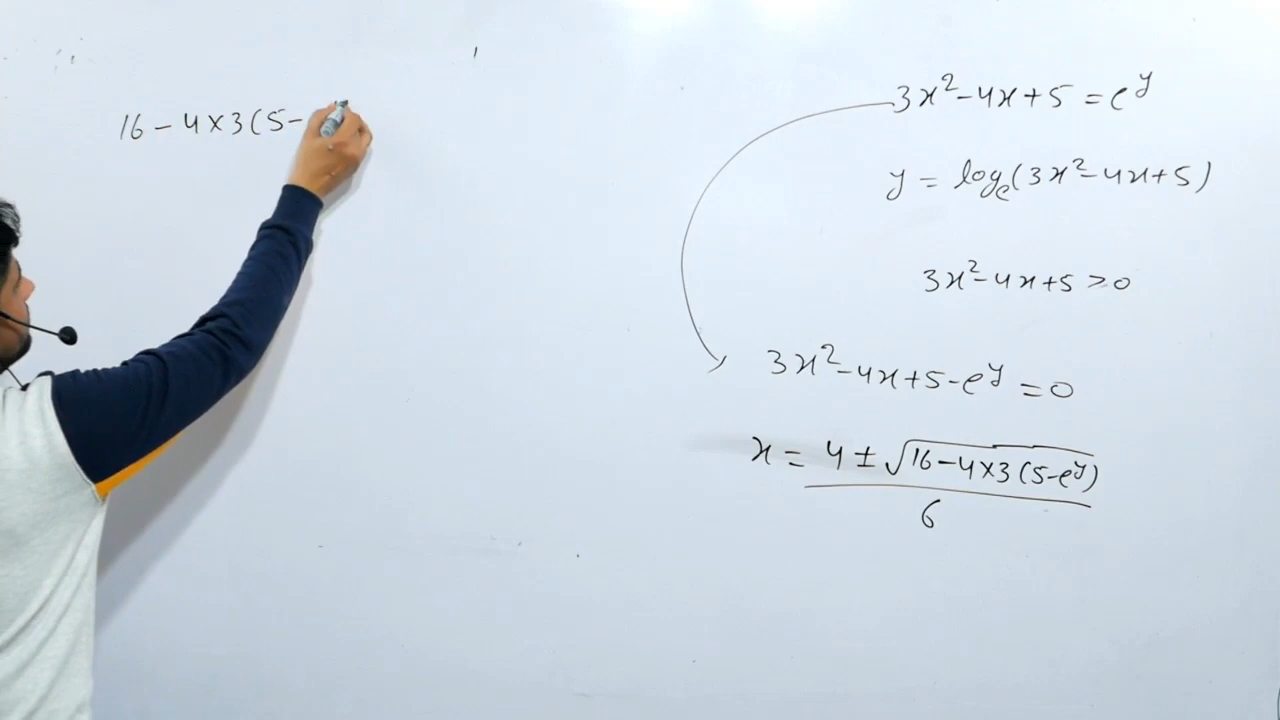 16 - 4×3(5-
3x²-4x+5 = e^y
y = logₑ(3x²-4x+5)
3x²-4x+5 > 0
3x²-4x+5-e^y = 0
x = 4 ± √16-4×3(5-e^y)
6